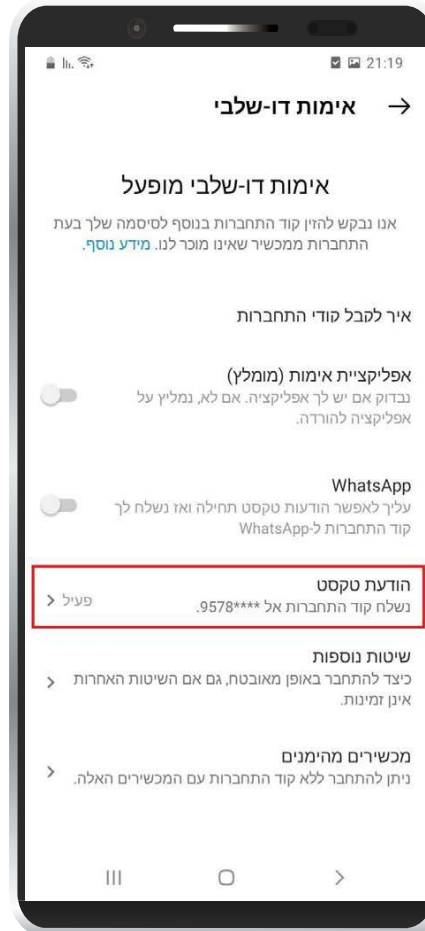 21:19
אימות דו-שלבי
אימות דו-שלבי מופעל
אנו נבקש להזין קוד התחברות בנוסף לסיסמה שלך בעת
התחברות ממכשיר שאינו מוכר לנו. מידע נוסף.
איך לקבל קודי התחברות
אפליקציית אימות (מומלץ)
נבדוק אם יש לך אפליקציה. אם לא, נמליץ על
אפליקציה להורדה.
WhatsApp
עליך לאפשר הודעות טקסט תחילה ואז נשלח לך
קוד התחברות ל-WhatsApp
הודעת טקסט
נשלח קוד התחברות אל ****9578.
פעיל
שיטות נוספות
כיצד להתחבר באופן מאובטח, גם אם השיטות האחרות
אינן זמינות.
מכשירים מהימנים
ניתן להתחבר ללא קוד התחברות עם המכשירים האלה.